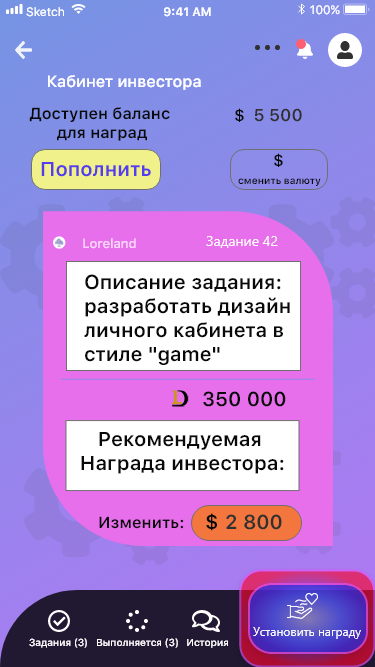 Sketch 9:41 AM 100%
Кабинет инвестора
Доступен баланс
для наград
$ 5 500
Пополнить
$
сменить валюту
Loreland Задание 42
Описание задания:
разработать дизайн
личного кабинета в
стиле "game"
D 350 000
Рекомендуемая
Награда инвестора:
Изменить: $ 2 800
Задания (3) Выполняется (3) История Установить награду